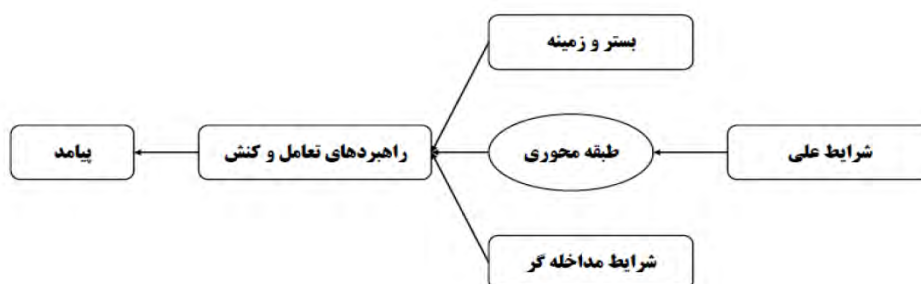 بستر و زمینه
شرایط علی
طبقه محوری
راهبردهای تعامل و کنش
پیامد
شرایط مداخله گر